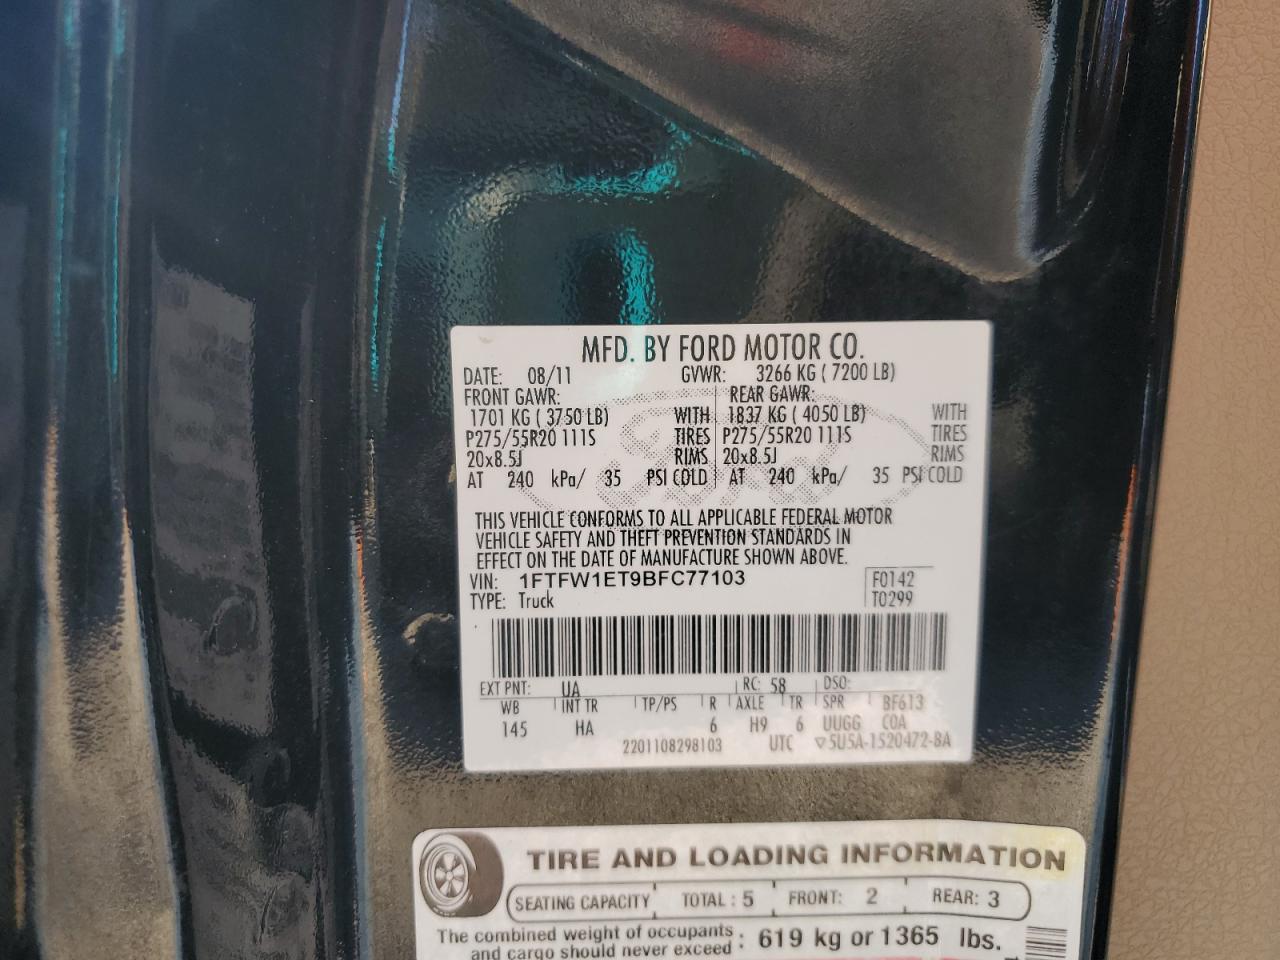 MFD. BY FORD MOTOR CO.
DATE: 08/11 GVWR: 3266 KG ( 7200 LB)
FRONT GAWR: REAR GAWR:
1701 KG ( 3750 LB) WITH 1837 KG ( 4050 LB) WITH
P275/55R20 111S TIRES P275/55R20 111S TIRES
20x8.5J RIMS 20x8.5J RIMS
AT 240 kPa/ 35 PSI COLD AT 240 kPa/ 35 PSI COLD
THIS VEHICLE CONFORMS TO ALL APPLICABLE FEDERAL MOTOR
VEHICLE SAFETY AND THEFT PREVENTION STANDARDS IN
EFFECT ON THE DATE OF MANUFACTURE SHOWN ABOVE.
VIN: 1FTFW1ET9BFC77103 F0142
TYPE: Truck T0299
EXT PNT: UA RC: 58 DSO:
WB INT TR TP/PS R AXLE TR SPR BF613
145 HA 6 H9 6 UUGG COA
2201108298103 UTC ▽5U5A-1520472-8A
TIRE AND LOADING INFORMATION
SEATING CAPACITY TOTAL : 5 FRONT: 2 REAR: 3
The combined weight of occupants
and cargo should never exceed : 619 kg or 1365 lbs.